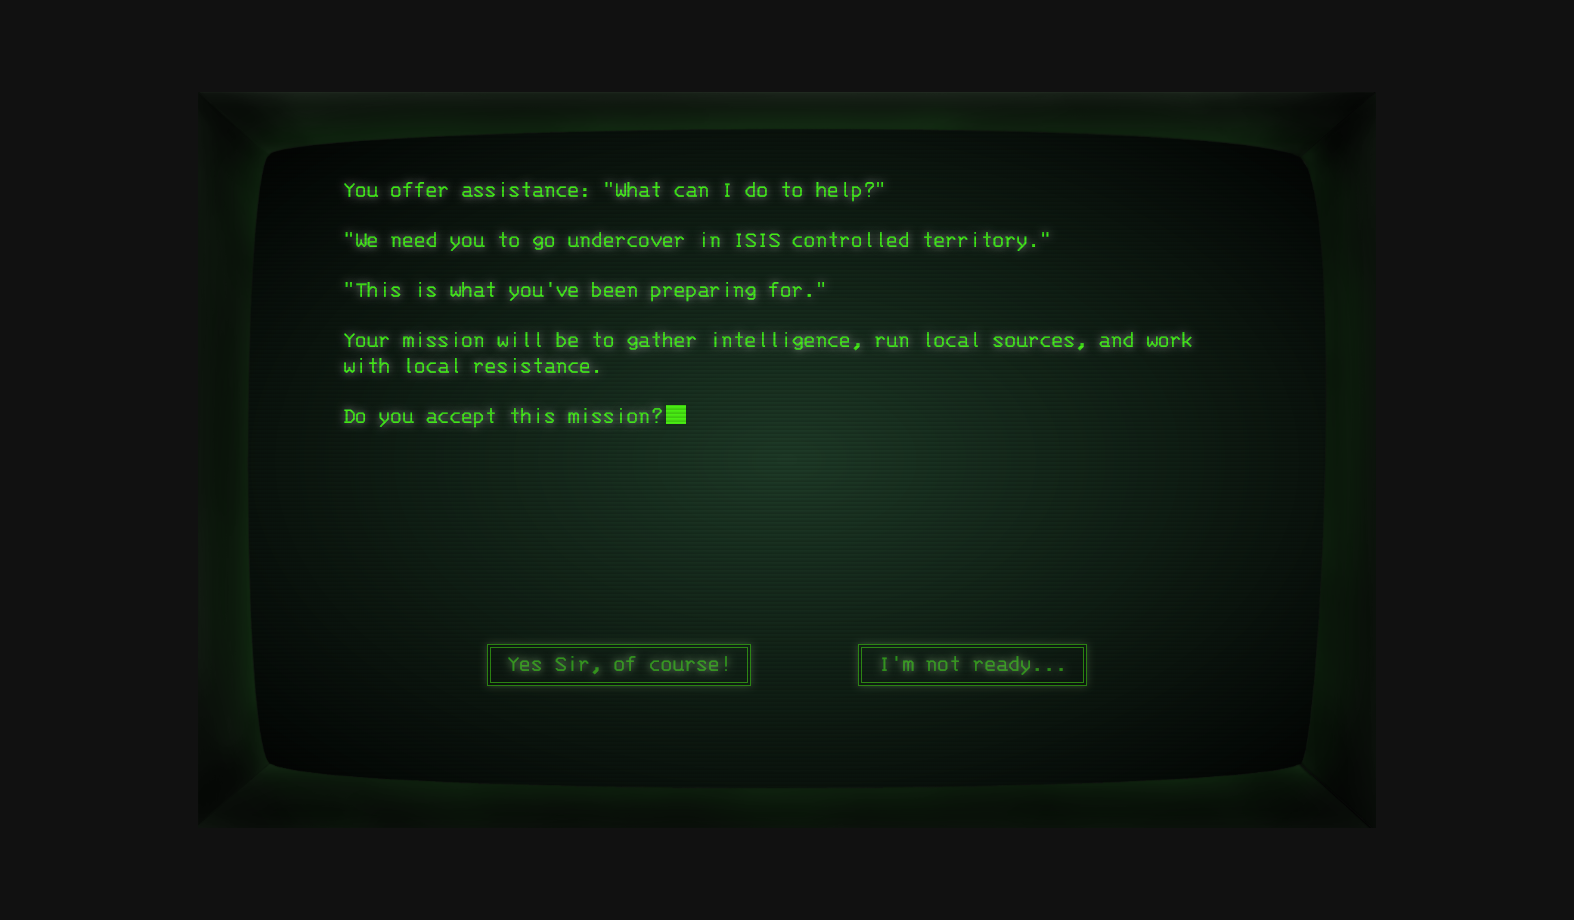 You offer assistance: "What can I do to help?"
"We need you to go undercover in ISIS controlled territory."
"This is what you've been preparing for."
Your mission will be to gather intelligence, run local sources, and work
with local resistance.
Do you accept this mission?
Yes Sir, of course!
I'm not ready...